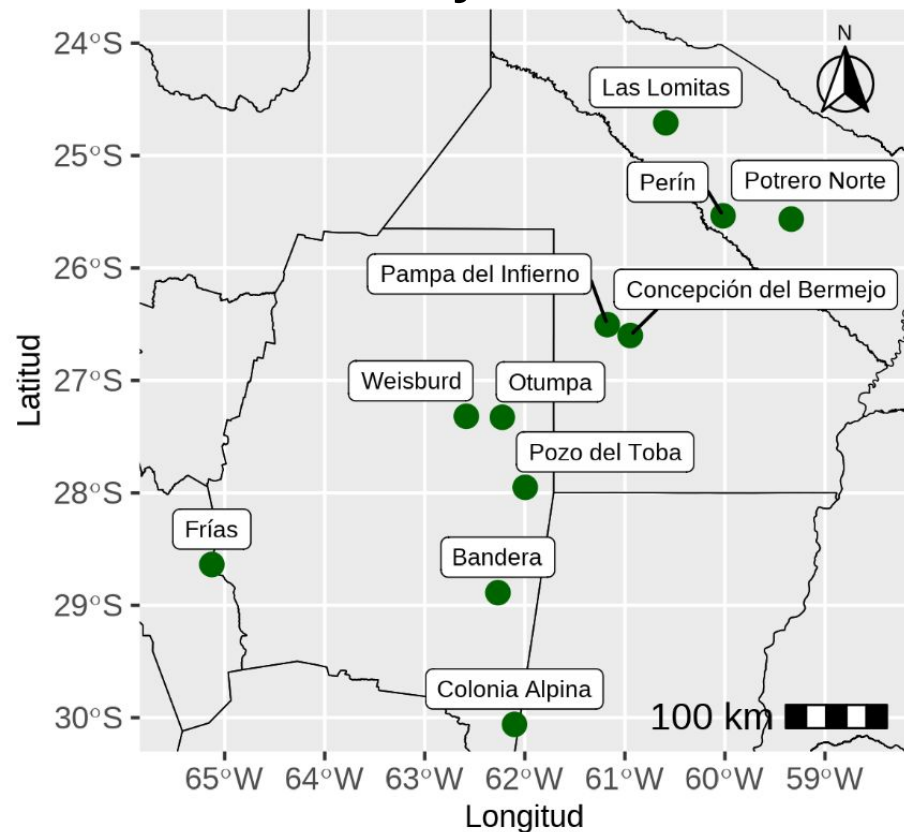 24°S
25°S
26°S
27°S
28°S
29°S
30°S
Latitud
N
Las Lomitas
Perín
Potrero Norte
Pampa del Infierno
Concepción del Bermejo
Weisburd
Otumpa
Pozo del Toba
Frías
Bandera
Colonia Alpina
100 km
65°W 64°W 63°W 62°W 61°W 60°W 59°W
Longitud